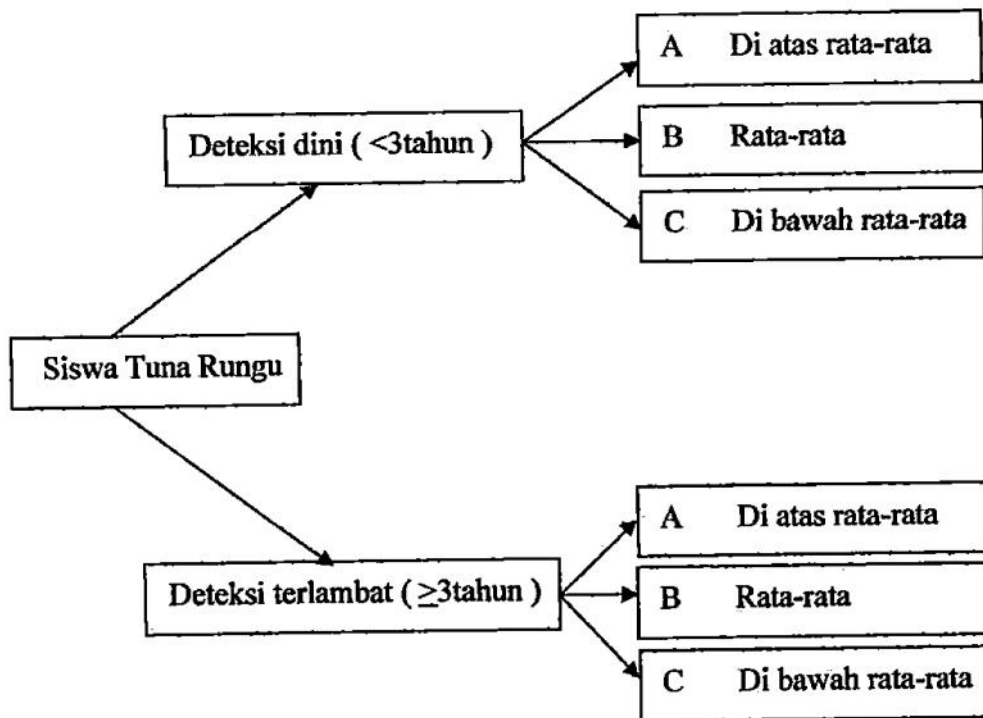 A Di atas rata-rata
Deteksi dini ( <3tahun )
B Rata-rata
C Di bawah rata-rata
Siswa Tuna Rungu
A Di atas rata-rata
Deteksi terlambat ( ≥3tahun )
B Rata-rata
C Di bawah rata-rata